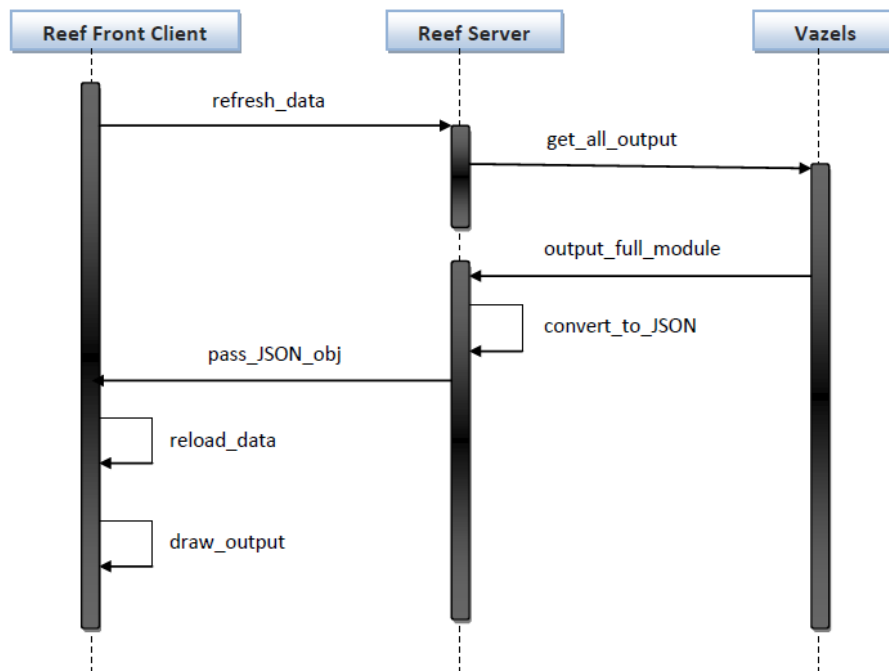 Reef Front Client
Reef Server
Vazels
refresh_data
get_all_output
output_full_module
convert_to_JSON
pass_JSON_obj
reload_data
draw_output